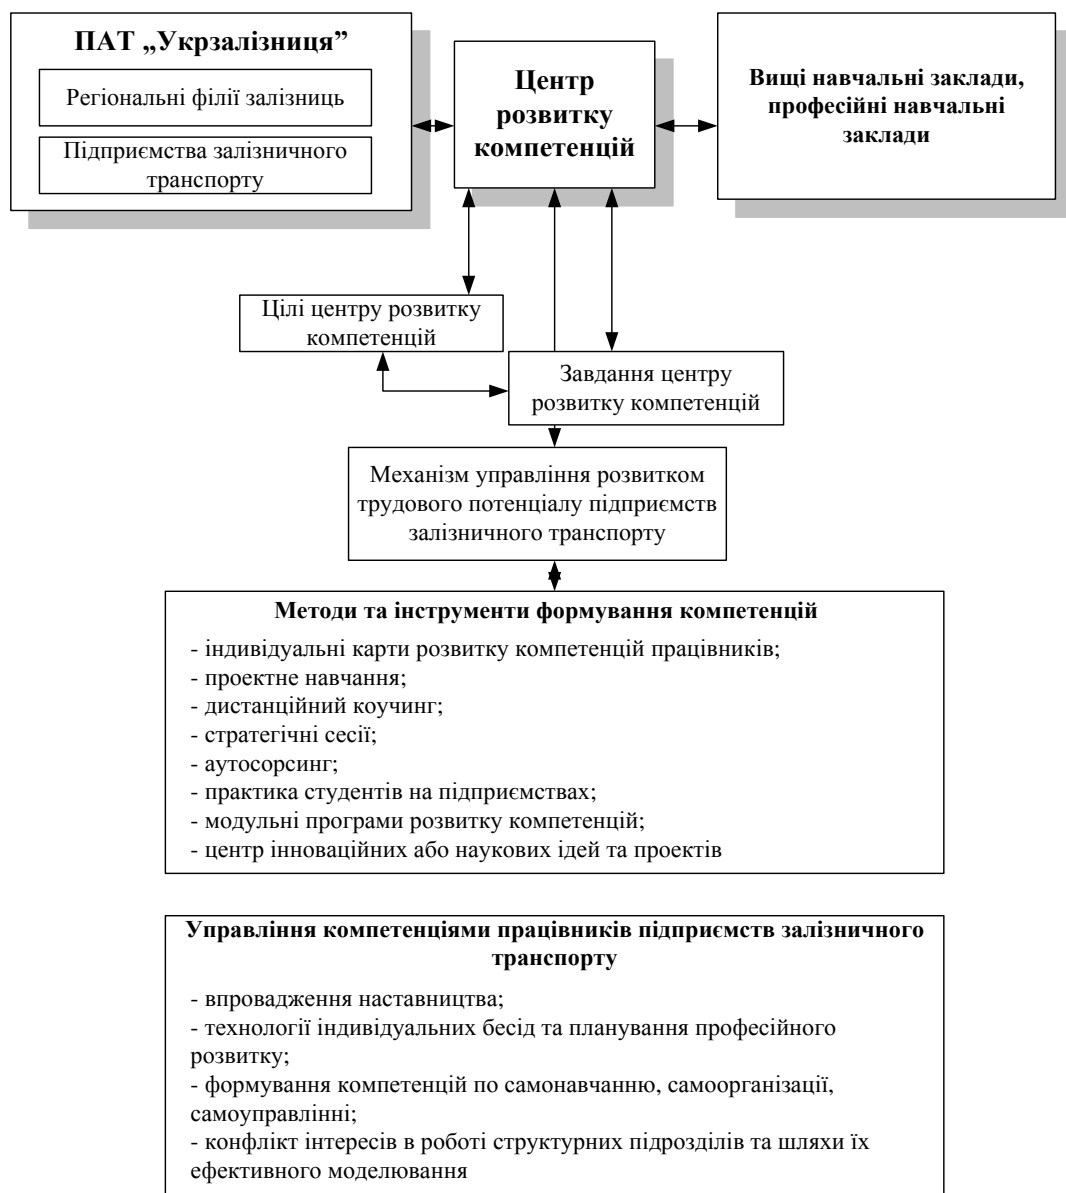 ПАТ „Укрзалізниця”
Регіональні філії залізниць
Підприємства залізничного
транспорту
Центр
розвитку
компетенцій
Вищі навчальні заклади,
професійні навчальні
заклади
Цілі центру розвитку
компетенцій
Завдання центру
розвитку компетенцій
Механізм управління розвитком
трудового потенціалу підприємств
залізничного транспорту
Методи та інструменти формування компетенцій
- індивідуальні карти розвитку компетенцій працівників;
- проектне навчання;
- дистанційний коучинг;
- стратегічні сесії;
- аутосорсинг;
- практика студентів на підприємствах;
- модульні програми розвитку компетенцій;
- центр інноваційних або наукових ідей та проектів
Управління компетенціями працівників підприємств залізничного
транспорту
- впровадження наставництва;
- технології індивідуальних бесід та планування професійного
розвитку;
- формування компетенцій по самонавчанню, самоорганізації,
самоуправлінні;
- конфлікт інтересів в роботі структурних підрозділів та шляхи їх
ефективного моделювання